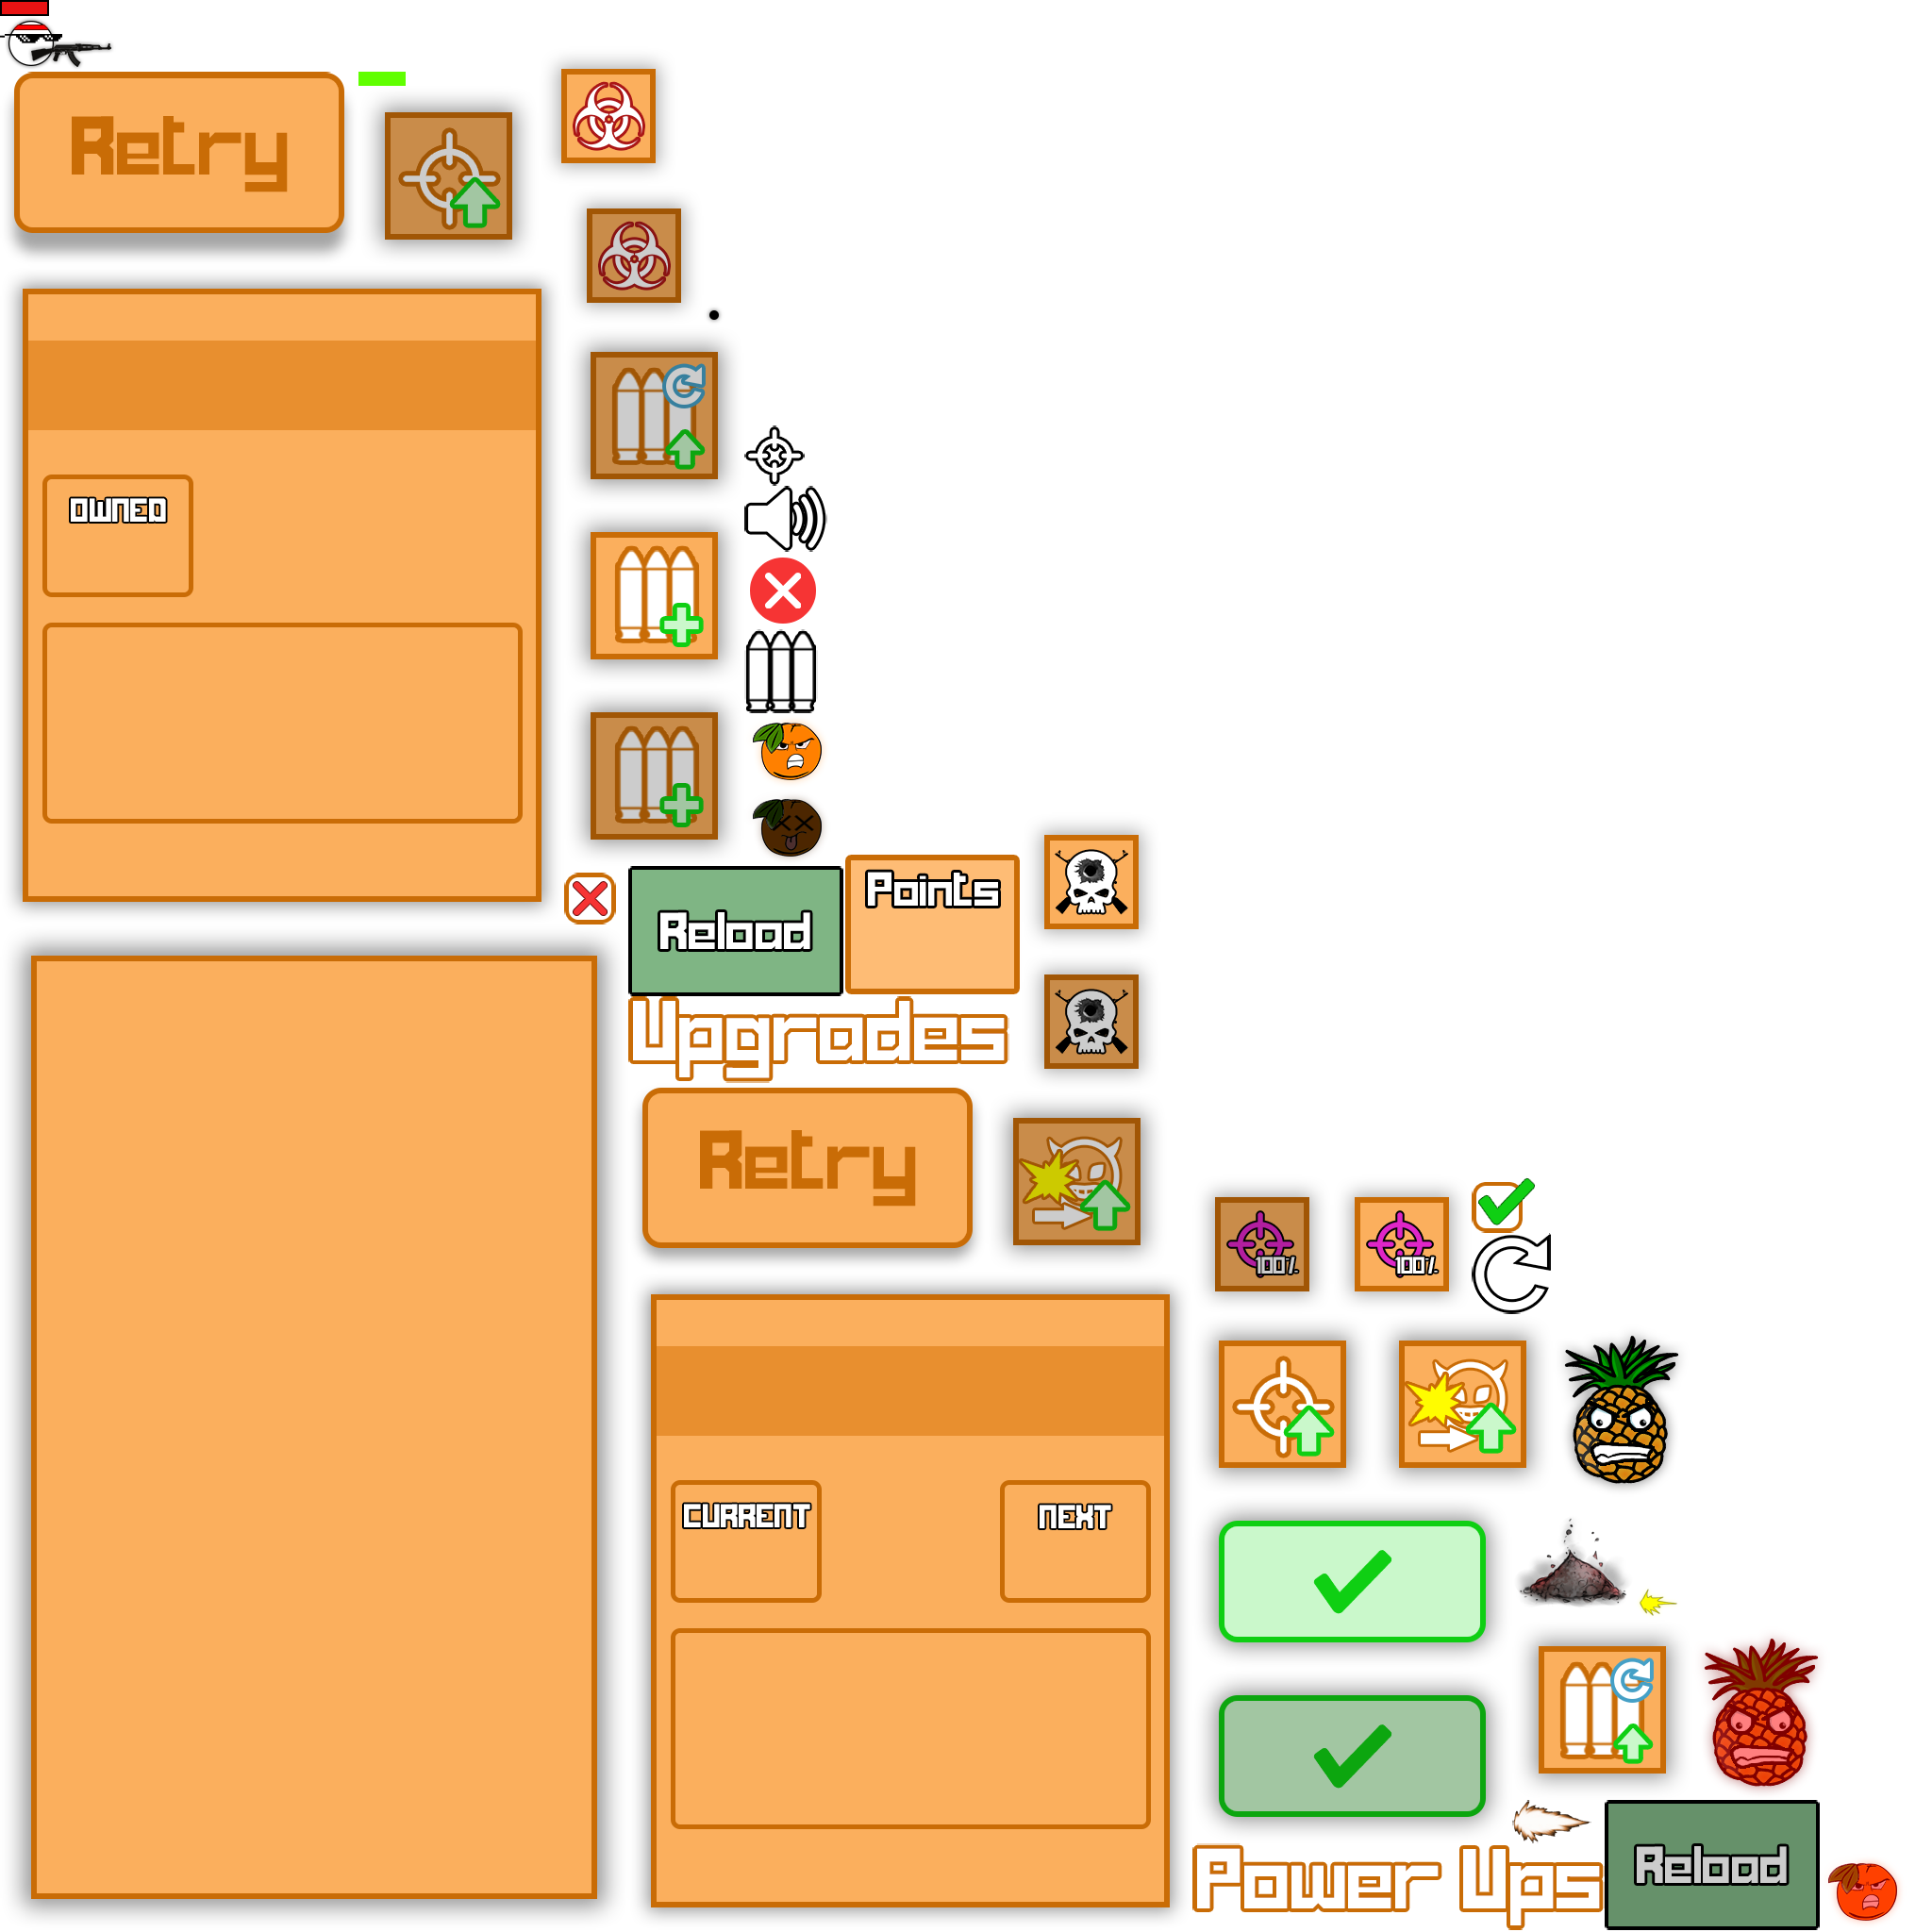 Retry
OWNED
Reload
Points
Upgrades
Retry
100%
100%
CURRENT
NEXT
Power Ups
Reload